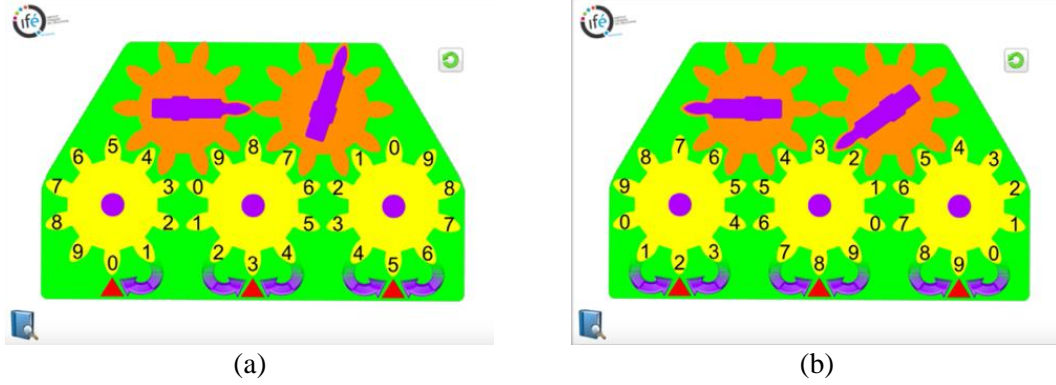 ifé
5 8 0
6 4 9 7 1 9
7 3 0 6 2 8
8 2 1 5 3 7
9 1 2 4 4 6
0 3 5
(a)
ifé
7 3 4
8 6 4 2 5 3
9 5 5 1 6 2
0 4 6 0 7 1
1 3 7 9 8 0
2 8 9
(b)